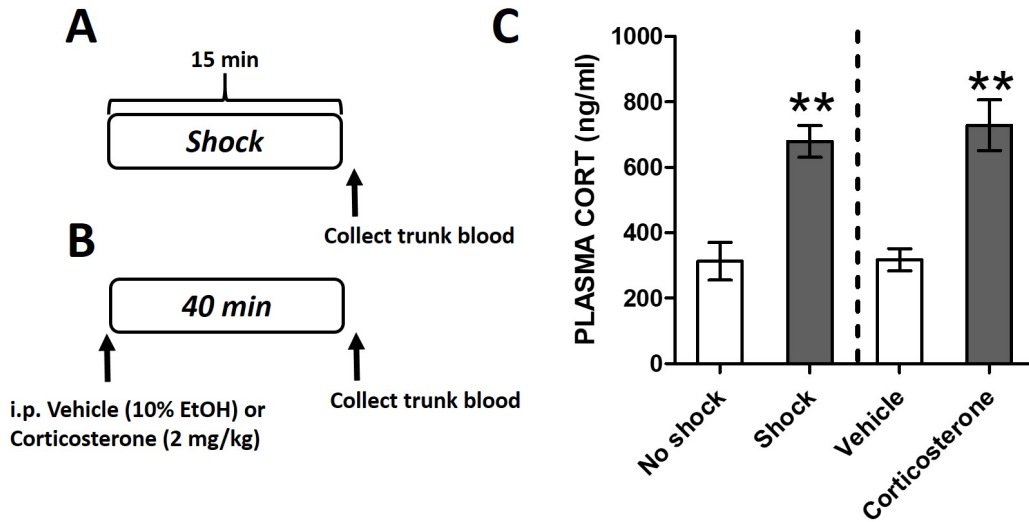 A
15 min
Shock
Collect trunk blood
B
40 min
i.p. Vehicle (10% EtOH) or
Corticosterone (2 mg/kg)
Collect trunk blood
C
PLASMA CORT (ng/ml)
1000
800
600
400
200
0
**
**
No shock
Shock
Vehicle
Corticosterone